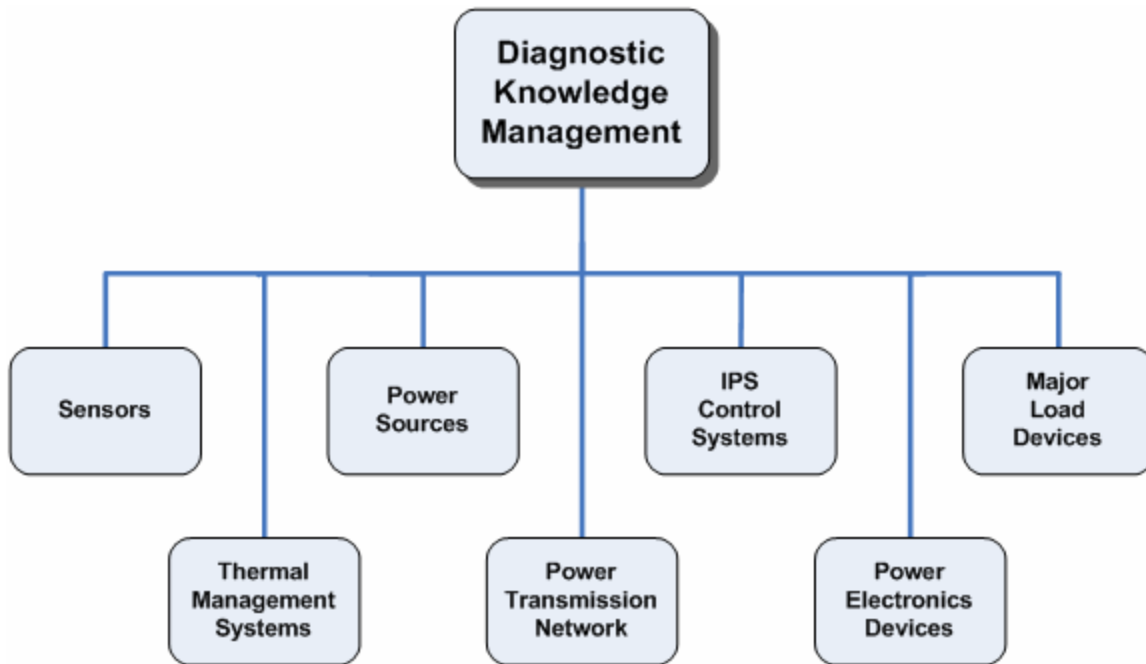 Diagnostic
Knowledge
Management
Sensors
Power
Sources
IPS
Control
Systems
Major
Load
Devices
Thermal
Management
Systems
Power
Transmission
Network
Power
Electronics
Devices